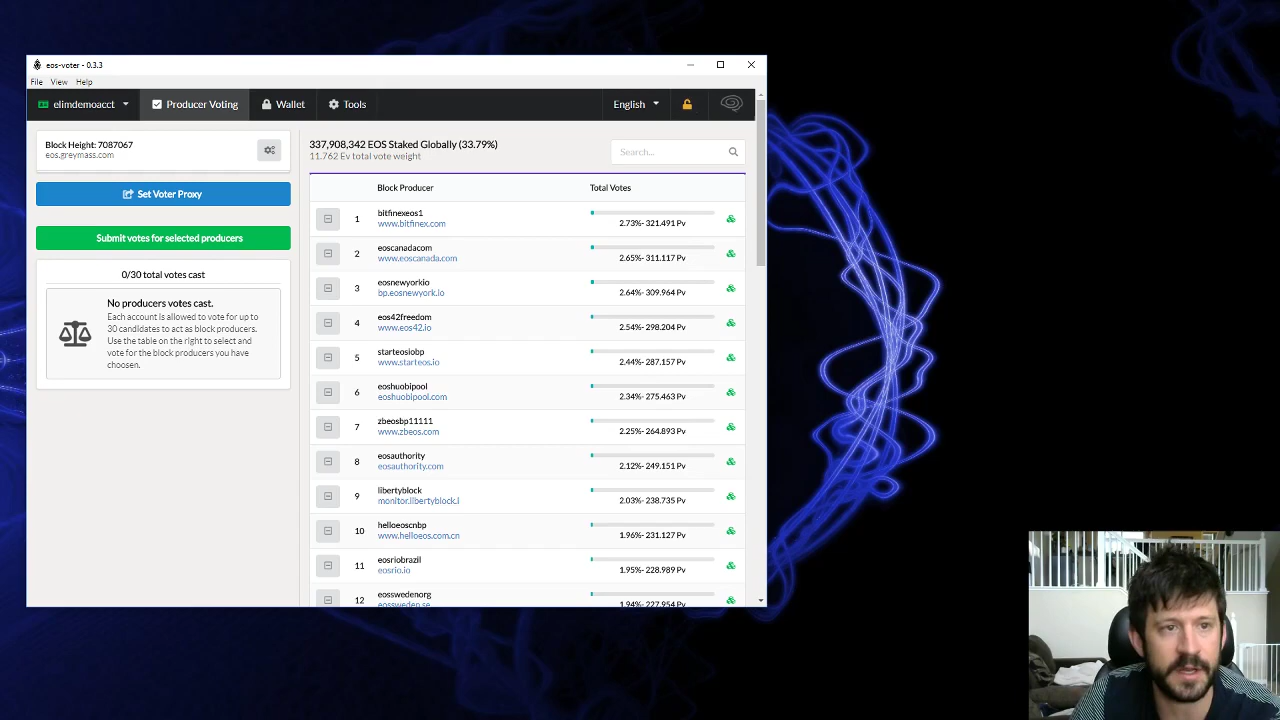 eos-voter - 0.3.3
File View Help
elimdemoacct Producer Voting Wallet Tools English
Block Height: 7087067
eos.greymass.com
Set Voter Proxy
Submit votes for selected producers
0/30 total votes cast
No producers votes cast.
Each account is allowed to vote for up to
30 candidates to act as block producers.
Use the table on the right to select and
vote for the block producers you have
choosen.
337,908,342 EOS Staked Globally (33.79%)
11.762 Ev total vote weight
Search...
Block Producer Total Votes
1 bitfinexeos1
www.bitfinex.com 2.73%- 321.491 Pv
2 eoscanadacom
www.eoscanada.com 2.65%- 311.117 Pv
3 eosnewyorkio
bp.eosnewyork.io 2.64%- 309.964 Pv
4 eos42freedom
www.eos42.io 2.54%- 298.204 Pv
5 starteosiobp
www.starteos.io 2.44%- 287.157 Pv
6 eoshuobipool
eoshuobipool.com 2.34%- 275.463 Pv
7 zbeosbp11111
www.zbeos.com 2.25%- 264.893 Pv
8 eosauthority
eosauthority.com 2.12%- 249.151 Pv
9 libertyblock
monitor.libertyblock.i 2.03%- 238.735 Pv
10 helloeoscnbp
www.helloeos.com.cn 1.96%- 231.127 Pv
11 eosriobrazil
eosrio.io 1.95%- 228.989 Pv
12 eosswedenorg
eossweden.se 1.94%- 227.954 Pv